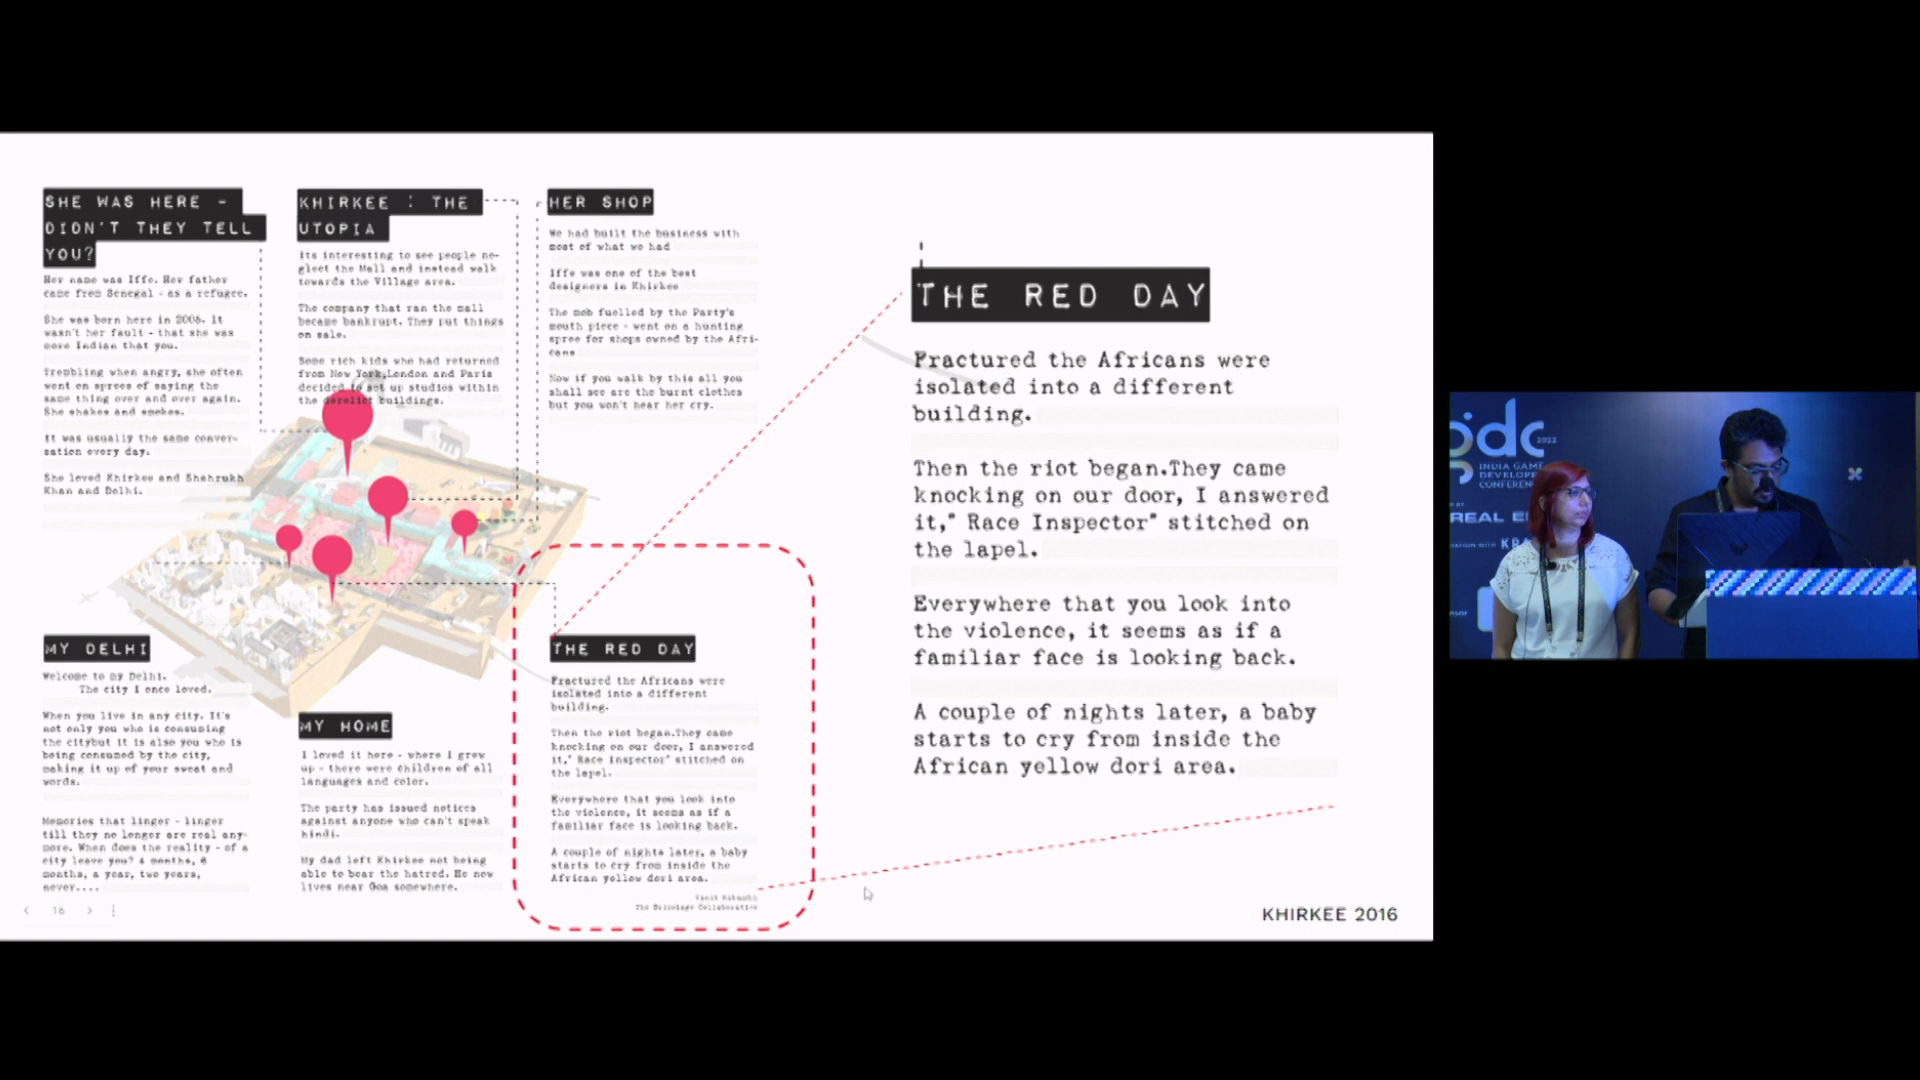 SHE WAS HERE -
DIDN'T THEY TELL
YOU?
Her name was Iffe. Her father
came from Senegal - as a refugee.
She was born here in 2006. It
wasn't her fault - that she was
more Indian that you.
Trembling when angry, she often
went on sprees of saying the
same thing over and over again.
She shakes and smokes.
It was usually the same conver-
sation every day.
She loved Khirkee and Shahrukh
Khan and Delhi.
KHIRKEE : THE
UTOPIA
Its interesting to see people ne-
glect the Mall and instead walk
towards the Village area.
The company that ran the mall
became bankrupt. They put things
on sale.
Some rich kids who had returned
from New York,London and Paris
decided to set up studios within
the derelict buildings.
HER SHOP
We had built the business with
most of what we had
Iffe was one of the best
designers in Khirkee
The mob fuelled by the Party's
mouth piece - went on a hunting
spree for shops owned by the Afri-
cans
Now if you walk by this all you
shall see are the burnt clothes
but you won't hear her cry.
MY DELHI
Welcome to my Delhi.
The city I once loved.
When you live in any city. It's
not only you who is consuming
the citybut it is also you who is
being consumed by the city,
making it up of your sweat and
words.
Memories that linger - linger
till they no longer are real any-
more. When does the reality - of a
city leave you? 4 months, 6
months, a year, two years,
never....
MY HOME
I loved it here - where I grew
up - there were children of all
languages and color.
The party has issued notices
against anyone who can't speak
hindi.
My dad left Khirkee not being
able to bear the hatred. He now
lives near Goa somewhere.
THE RED DAY
Fractured the Africans were
isolated into a different
building.
Then the riot began.They came
knocking on our door, I answered
it," Race Inspector" stitched on
the lapel.
Everywhere that you look into
the violence, it seems as if a
familiar face is looking back.
A couple of nights later, a baby
starts to cry from inside the
African yellow dori area.
The Bricolage Collaborative
16
THE RED DAY
Fractured the Africans were
isolated into a different
building.
Then the riot began.They came
knocking on our door, I answered
it," Race Inspector" stitched on
the lapel.
Everywhere that you look into
the violence, it seems as if a
familiar face is looking back.
A couple of nights later, a baby
starts to cry from inside the
African yellow dori area.
KHIRKEE 2016
gdc
2022
INDIA GAME
DEVELOP
CONFEREN
REAL E